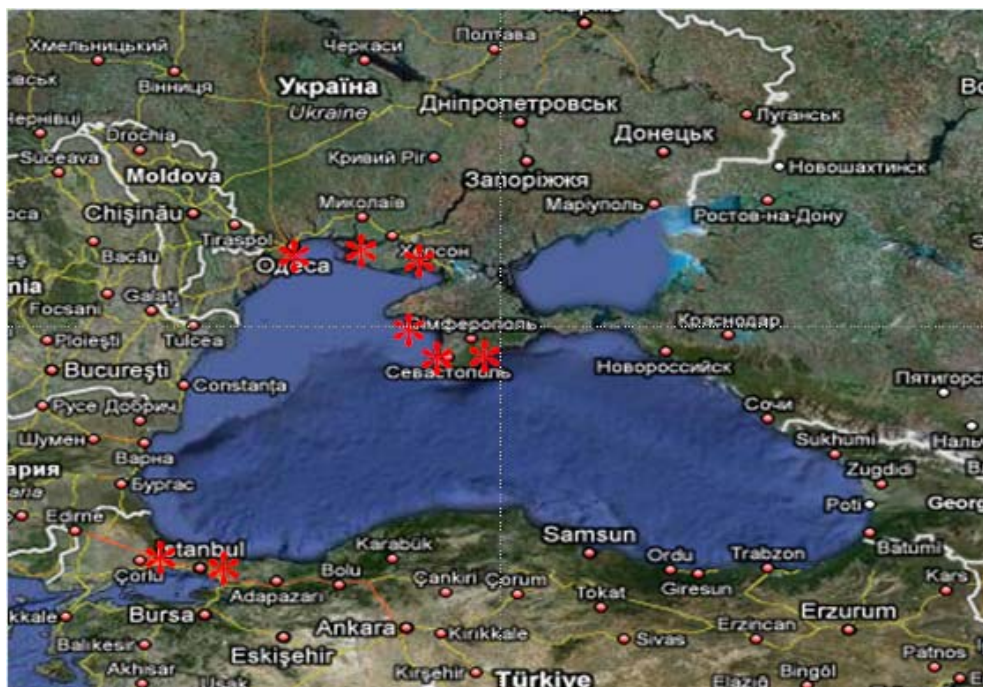 Хмельницький
Черкаси
Полтава
Вінниця
Україна
Ukraine
Дніпропетровськ
Луганськ
Drochia
Suceava
Кривий Ріг
Донецьк
Новошахтинск
Moldova
Запоріжжя
Chişinău
Миколаїв
Маріуполь
Ростов-на-Дону
Tiraspol
Одеса
Bacău
Galaţi
Focsani
Краснодар
Ploieşti
Tulcea
Bucureşti
Севастополь
Новороссийск
Constanţa
Русе
Добрич
Сочи
Шумен
Варна
Sukhumi
Zugdidi
Бургас
Poti
Edirne
Samsun
Batumi
Karabük
Çorlu
Bolu
Ordu
Trabzon
Kars
Adapazarı
Çankırı
Çorum
Giresun
Tokat
Bursa
Ankara
Kırıkkale
Erzurum
Sivas
Erzincan
Balıkesir
Eskişehir
Patnos
Akhisar
Kırşehir
Türkiye
Elazığ
Bingöl